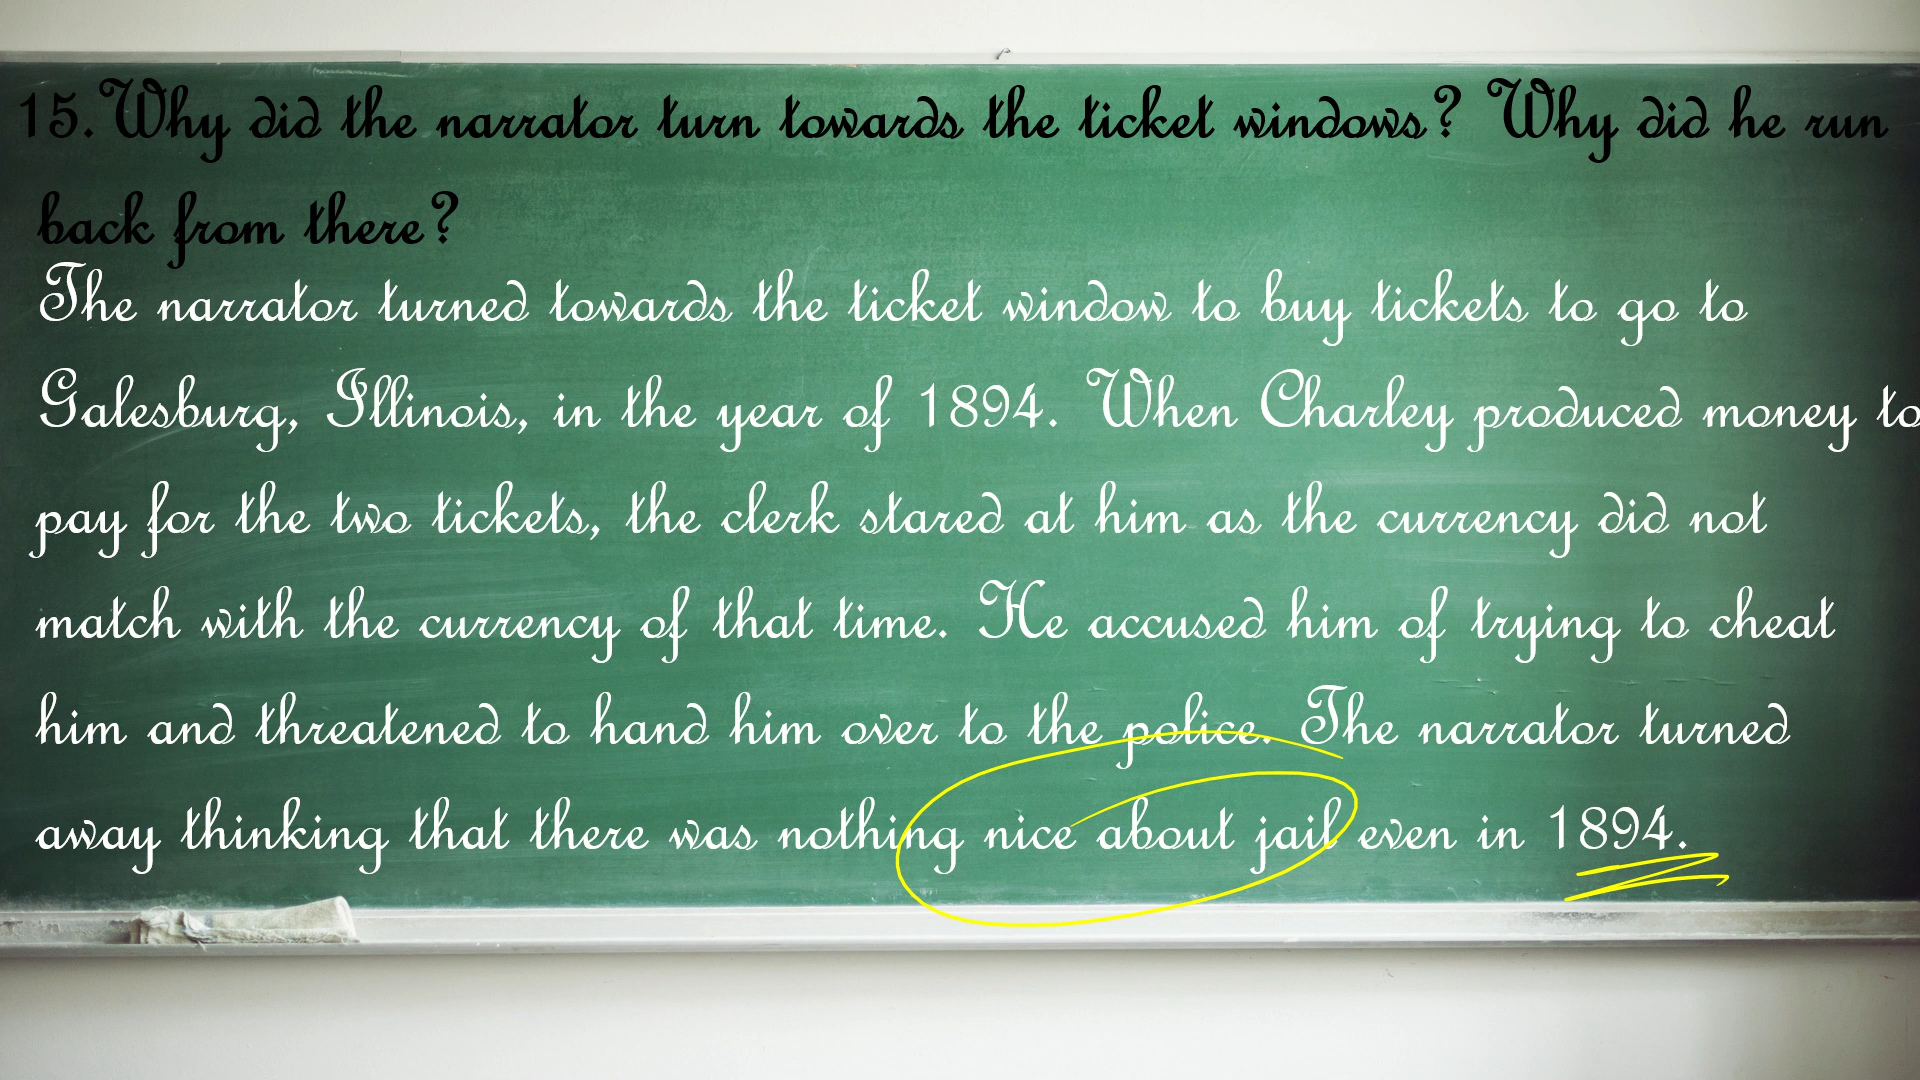 15.Why did the narrator turn towards the ticket windows? Why did he run
back from there?
The narrator turned towards the ticket window to buy tickets to go to
Galesburg, Illinois, in the year of 1894. When Charley produced money to
pay for the two tickets, the clerk stared at him as the currency did not
match with the currency of that time. He accused him of trying to cheat
him and threatened to hand him over to the police. The narrator turned
away thinking that there was nothing nice about jail even in 1894.